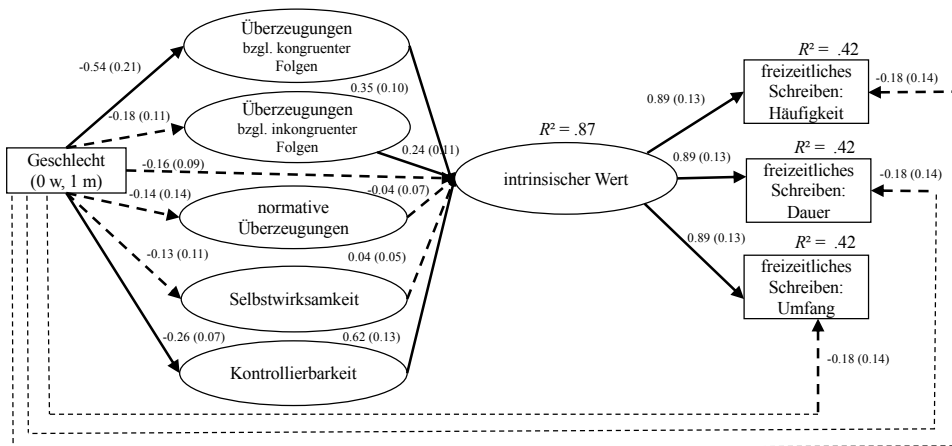 Überzeugungen
bzgl. kongruenter
Folgen
-0.54 (0.21)
0.35 (0.10)
Überzeugungen
bzgl. inkongruenter
Folgen
-0.18 (0.11)
0.24 (0.11)
Geschlecht
(0 w, 1 m)
-0.16 (0.09)
-0.14 (0.14)
normative
Überzeugungen
-0.04 (0.07)
-0.13 (0.11)
Selbstwirksamkeit
0.04 (0.05)
-0.26 (0.07)
Kontrollierbarkeit
0.62 (0.13)
R² = .87
intrinsischer Wert
0.89 (0.13)
0.89 (0.13)
0.89 (0.13)
R² = .42
freizeitliches
Schreiben:
Häufigkeit
-0.18 (0.14)
R² = .42
freizeitliches
Schreiben:
Dauer
-0.18 (0.14)
R² = .42
freizeitliches
Schreiben:
Umfang
-0.18 (0.14)